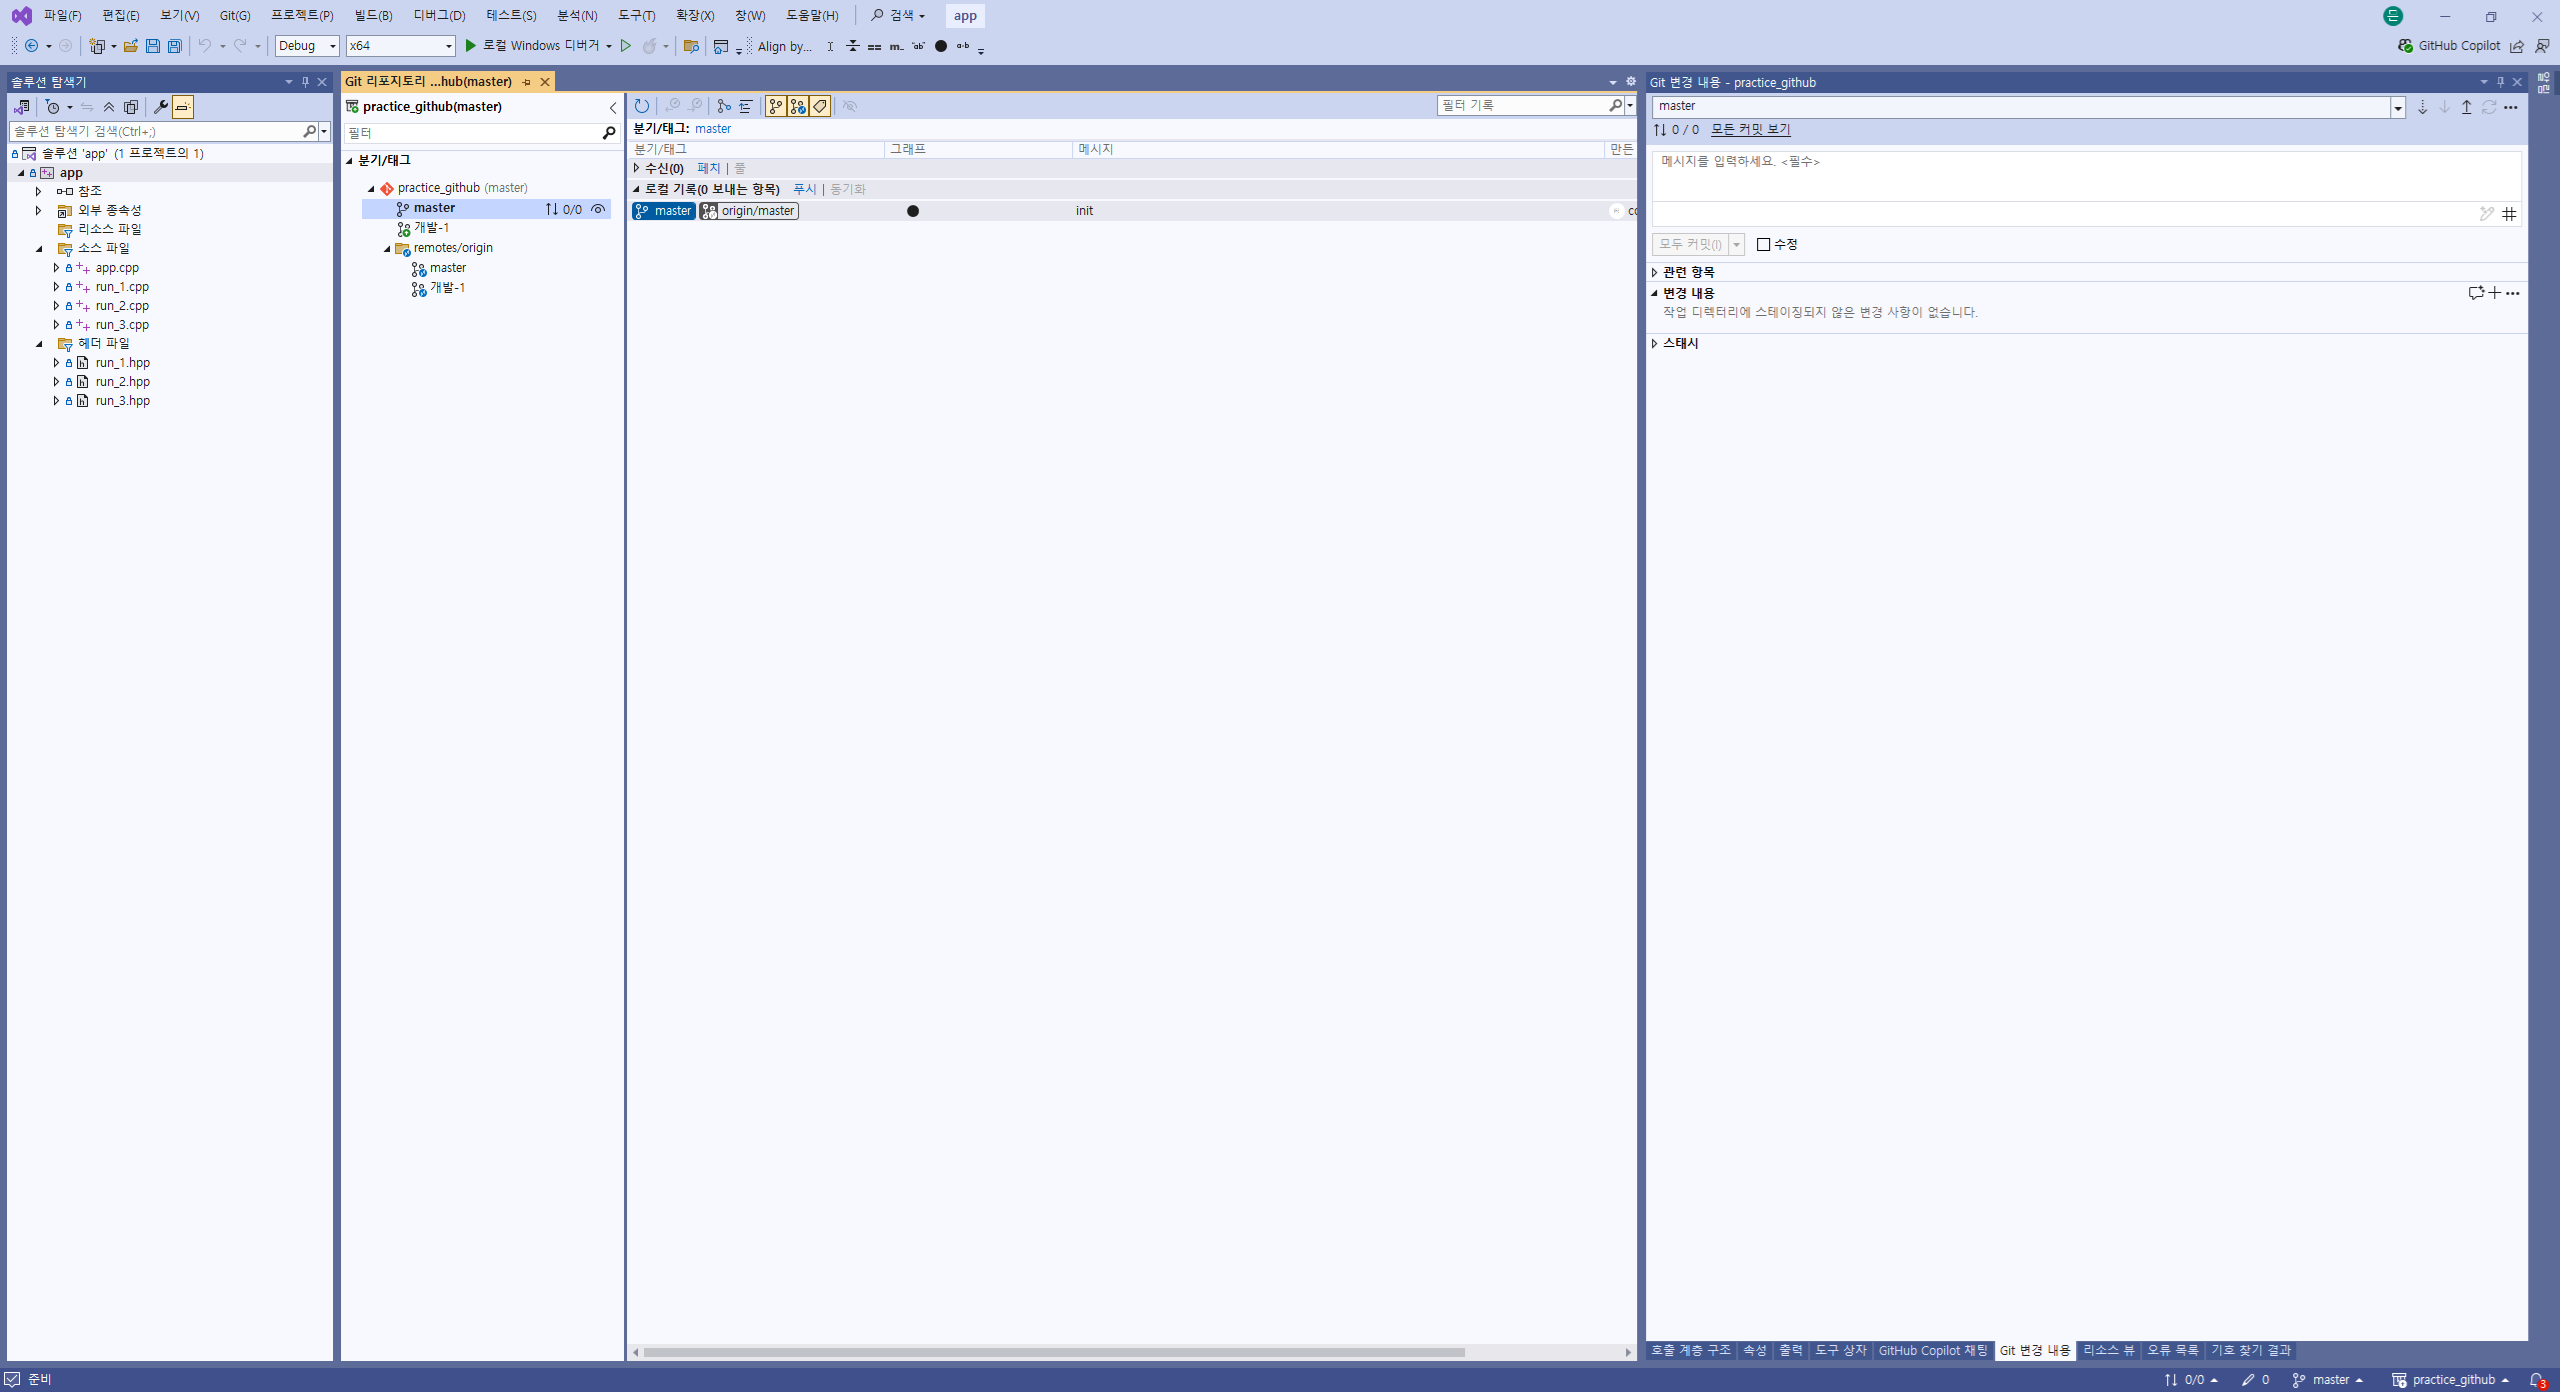 파일(F) 편집(E) 보기(V) Git(G) 프로젝트(P) 빌드(B) 디버그(D) 테스트(S) 분석(N) 도구(T) 확장(X) 창(W) 도움말(H) 검색 app 든
Debug x64 로컬 Windows 디버거 Align by... GitHub Copilot
솔루션 탐색기
솔루션 탐색기 검색(Ctrl+;)
솔루션 'app' (1 프로젝트의 1)
app
참조
외부 종속성
리소스 파일
소스 파일
app.cpp
run_1.cpp
run_2.cpp
run_3.cpp
헤더 파일
run_1.hpp
run_2.hpp
run_3.hpp
Git 리포지토리 ...hub(master)
practice_github(master)
필터
분기/태그
practice_github (master)
master 0/0
개발-1
remotes/origin
master
개발-1
필터 기록
분기/태그: master
분기/태그 그래프 메시지 만든
수신(0) 페치 | 풀
로컬 기록(0 보내는 항목) 푸시 | 동기화
master origin/master init co
Git 변경 내용 - practice_github
master
0 / 0 모든 커밋 보기
메시지를 입력하세요. <필수>
모두 커밋(I) 수정
관련 항목
변경 내용
작업 디렉터리에 스테이징되지 않은 변경 사항이 없습니다.
스태시
호출 계층 구조 속성 출력 도구 상자 GitHub Copilot 채팅 Git 변경 내용 리소스 뷰 오류 목록 기호 찾기 결과
준비 0/0 0 master practice_github 3